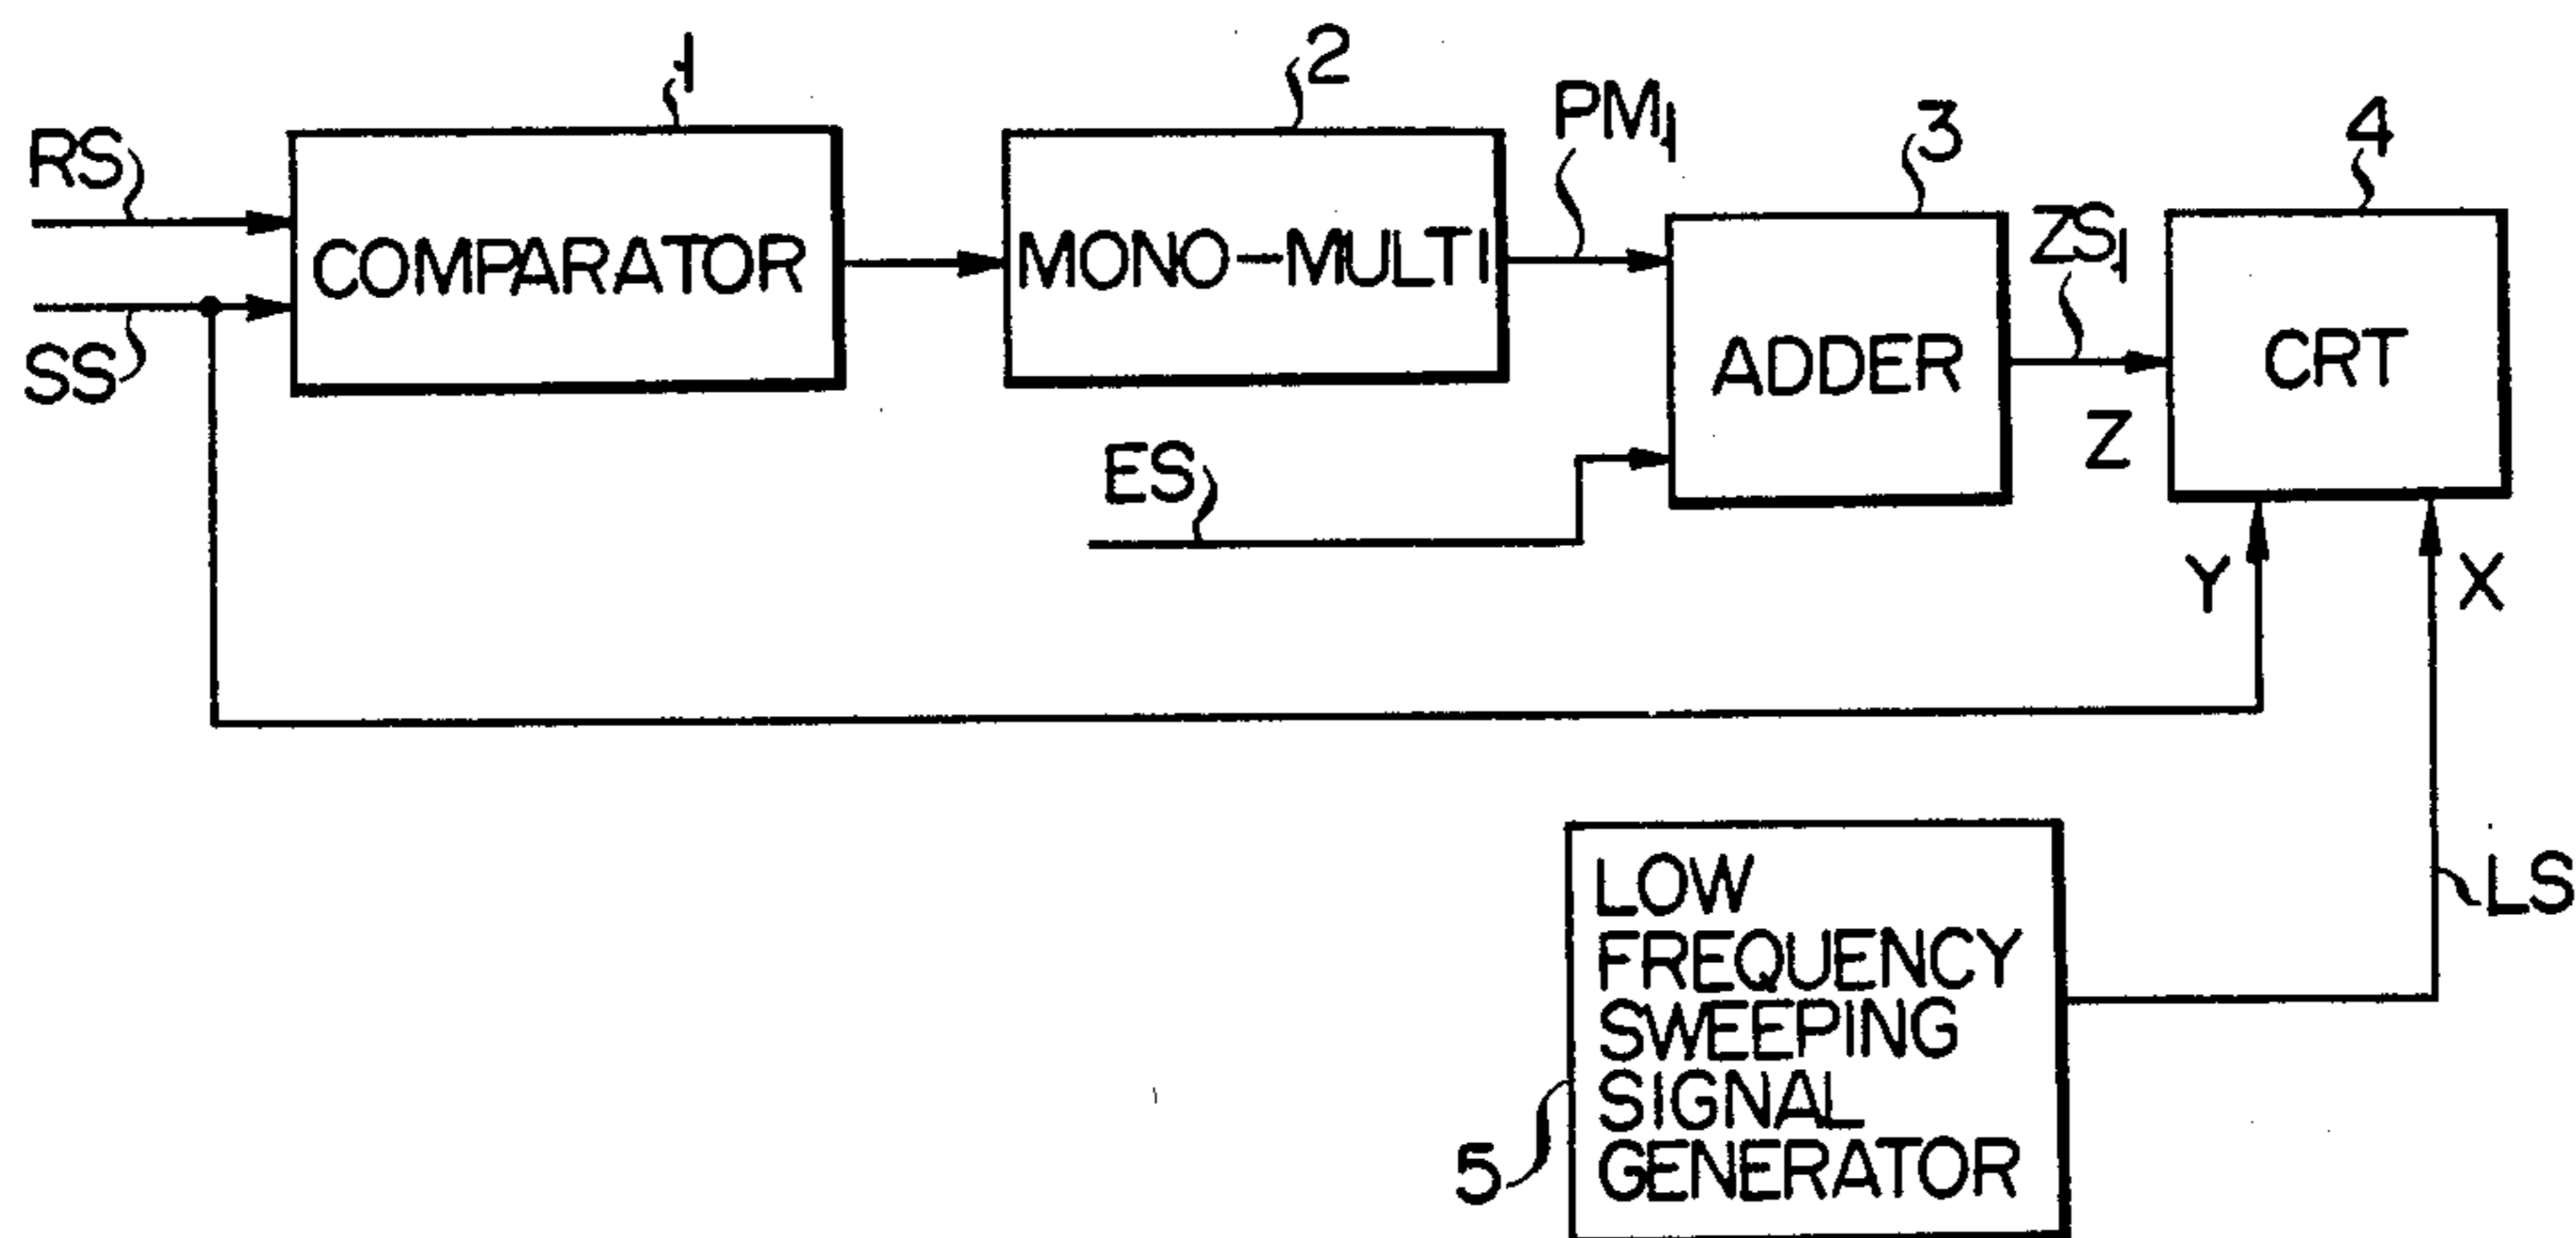 1
2
3
4
RS
PM1
ZS1
COMPARATOR
MONO-MULTI
SS
ADDER
CRT
Z
ES
Y
X
LS
LOW
FREQUENCY
SWEEPING
SIGNAL
GENERATOR
5